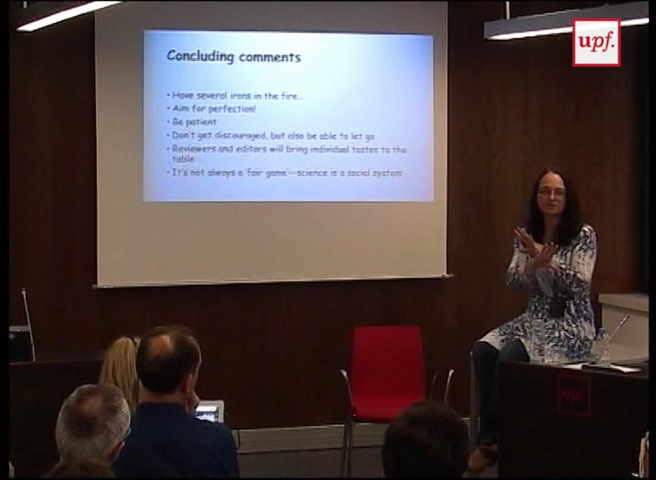 upf.
Concluding comments
• Have several irons in the fire...
• Aim for perfection!
• Be patient
• Don't get discouraged, but also be able to let go
• Reviewers and editors will bring individual tastes to the
table
• It's not always a 'fair game'—science is a social system
upf.